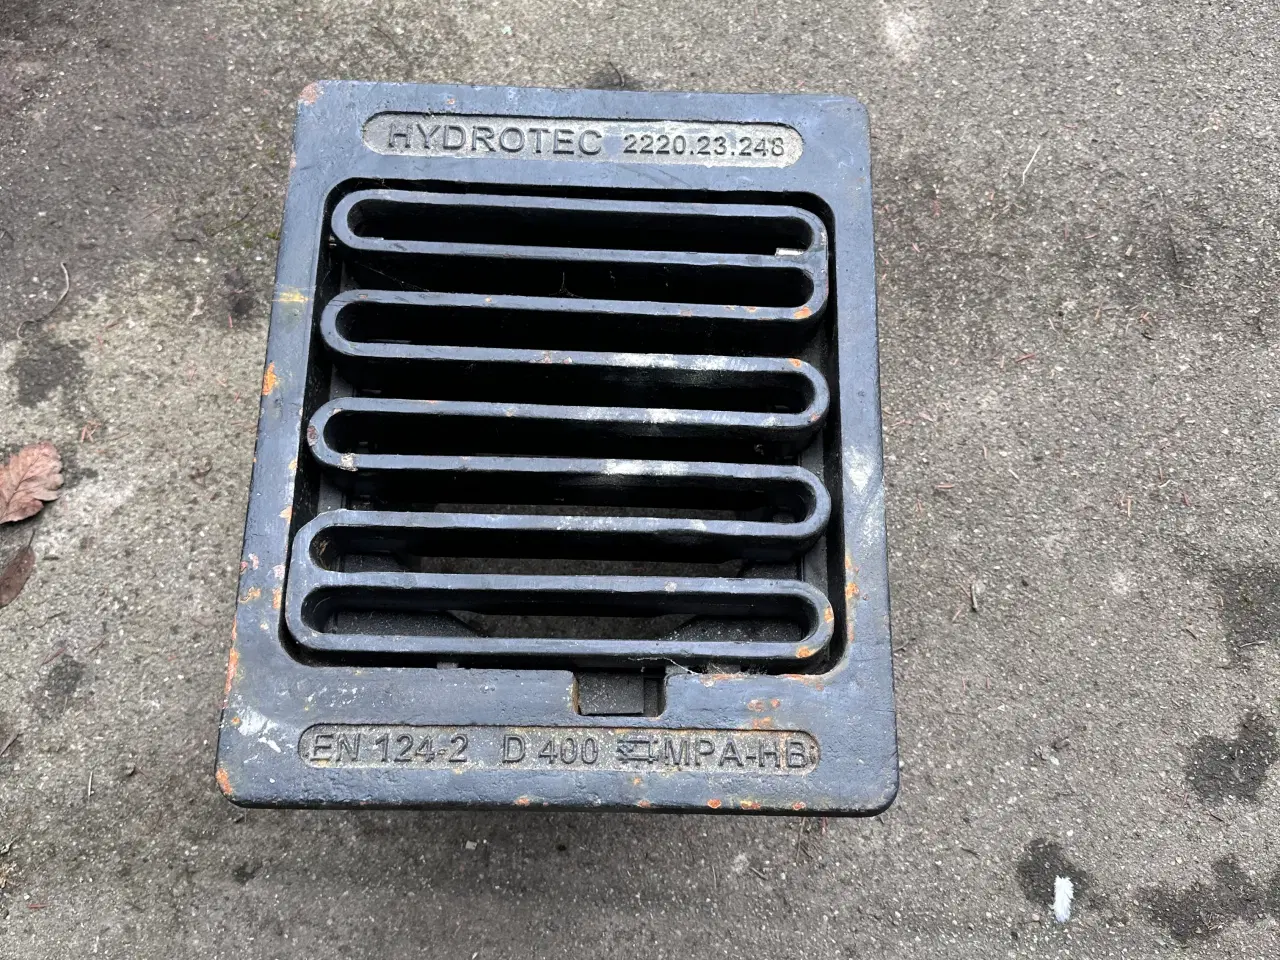 HYDROTEC 2220.23.248
EN 124-2 D 400 MPA-HB